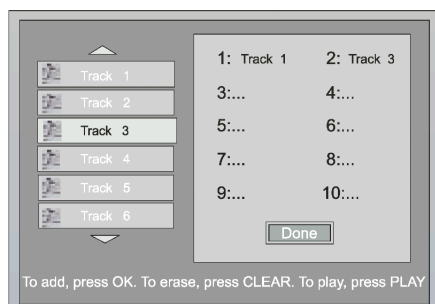 Track 1
Track 2
Track 3
Track 4
Track 5
Track 6
1: Track 1 2: Track 3
3:... 4:...
5:... 6:...
7:... 8:...
9:... 10:...
Done
To add, press OK. To erase, press CLEAR. To play, press PLAY